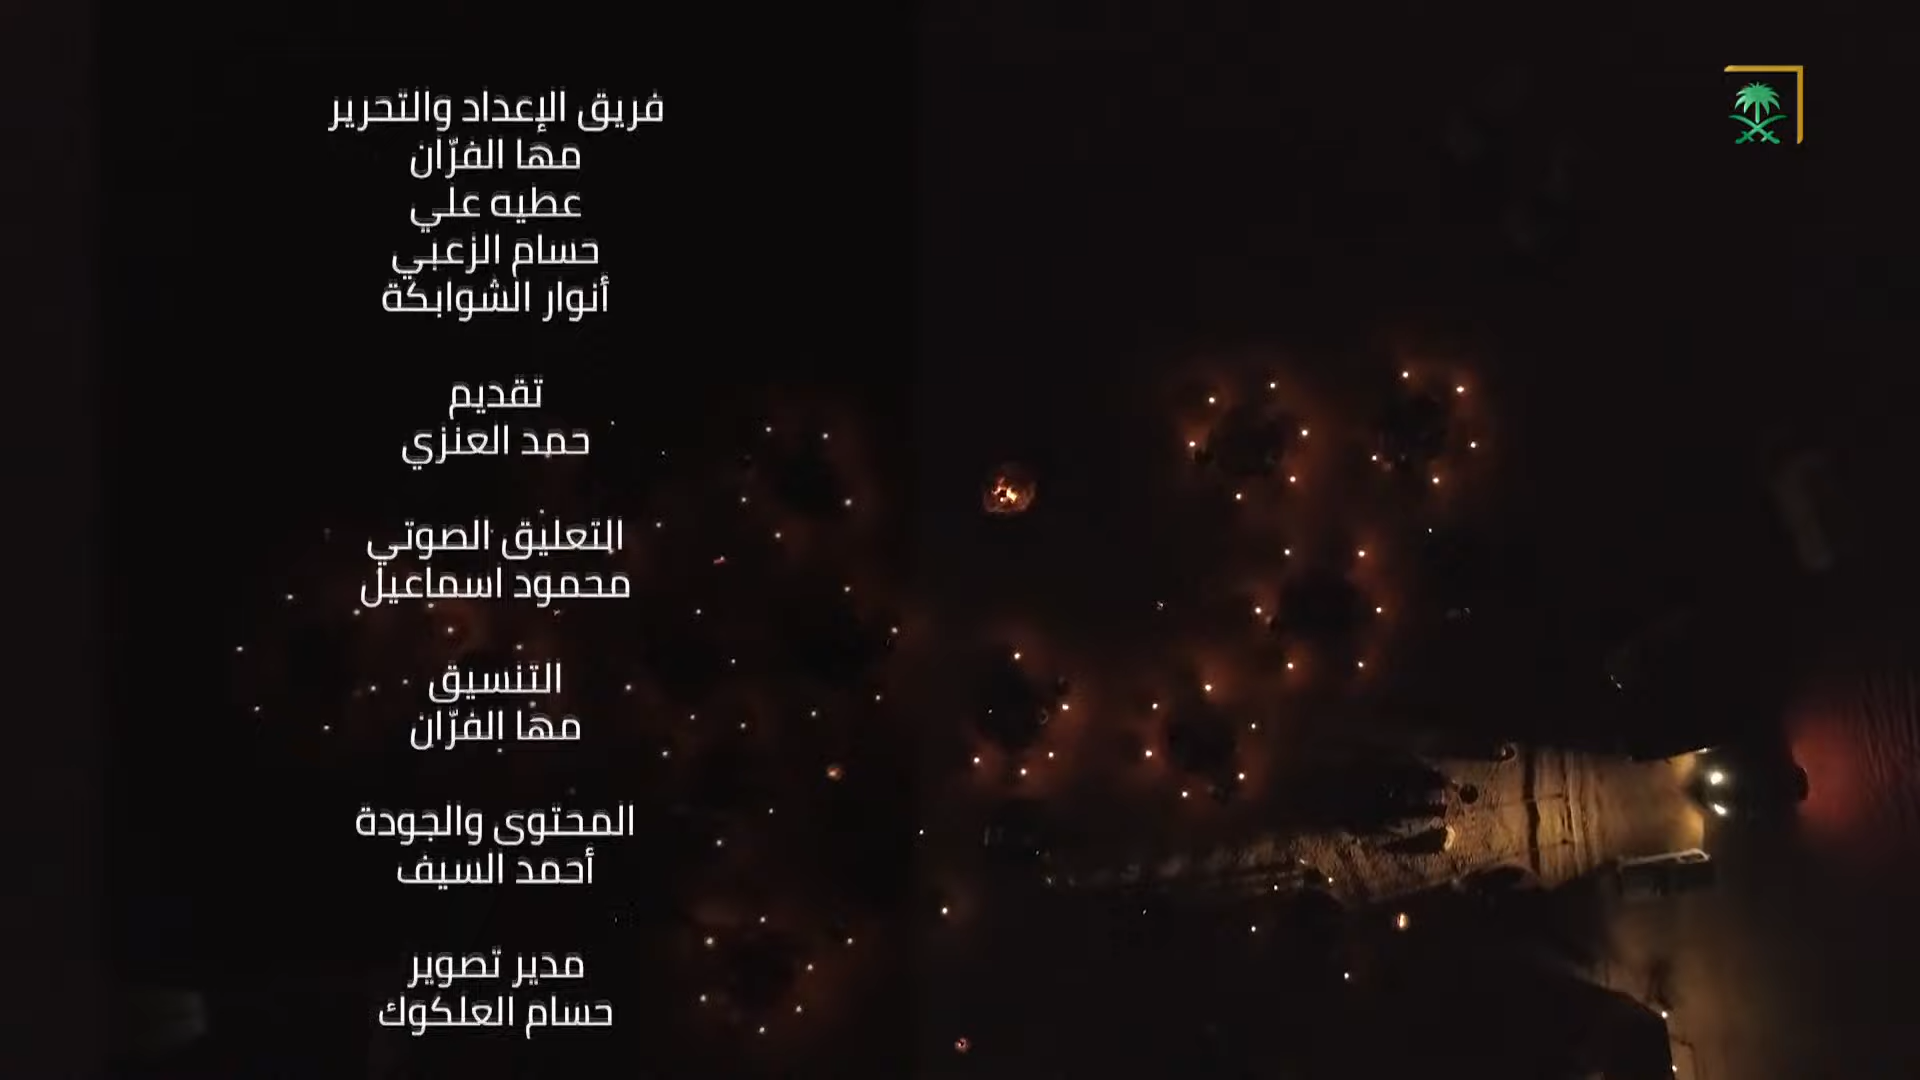 فريق الإعداد والتحرير
مها الفرّان
عطيه علي
حسام الزعبي
أنوار الشوابكة
تقديم
حمد العنزي
التعليق الصوتي
محمود اسماعيل
التنسيق
مها الفرّان
المحتوى والجودة
أحمد السيف
مدير تصوير
حسام العلكوك